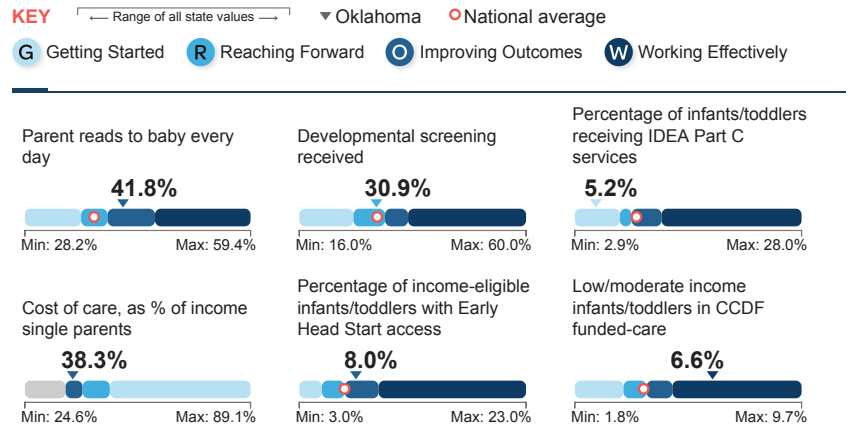 KEY
Range of all state values
Oklahoma
National average
G Getting Started
R Reaching Forward
O Improving Outcomes
W Working Effectively
Parent reads to baby every
day
41.8%
Min: 28.2%
Max: 59.4%
Developmental screening
received
30.9%
Min: 16.0%
Max: 60.0%
Percentage of infants/toddlers
receiving IDEA Part C
services
5.2%
Min: 2.9%
Max: 28.0%
Cost of care, as % of income
single parents
38.3%
Min: 24.6%
Max: 89.1%
Percentage of income-eligible
infants/toddlers with Early
Head Start access
8.0%
Min: 3.0%
Max: 23.0%
Low/moderate income
infants/toddlers in CCDF
funded-care
6.6%
Min: 1.8%
Max: 9.7%